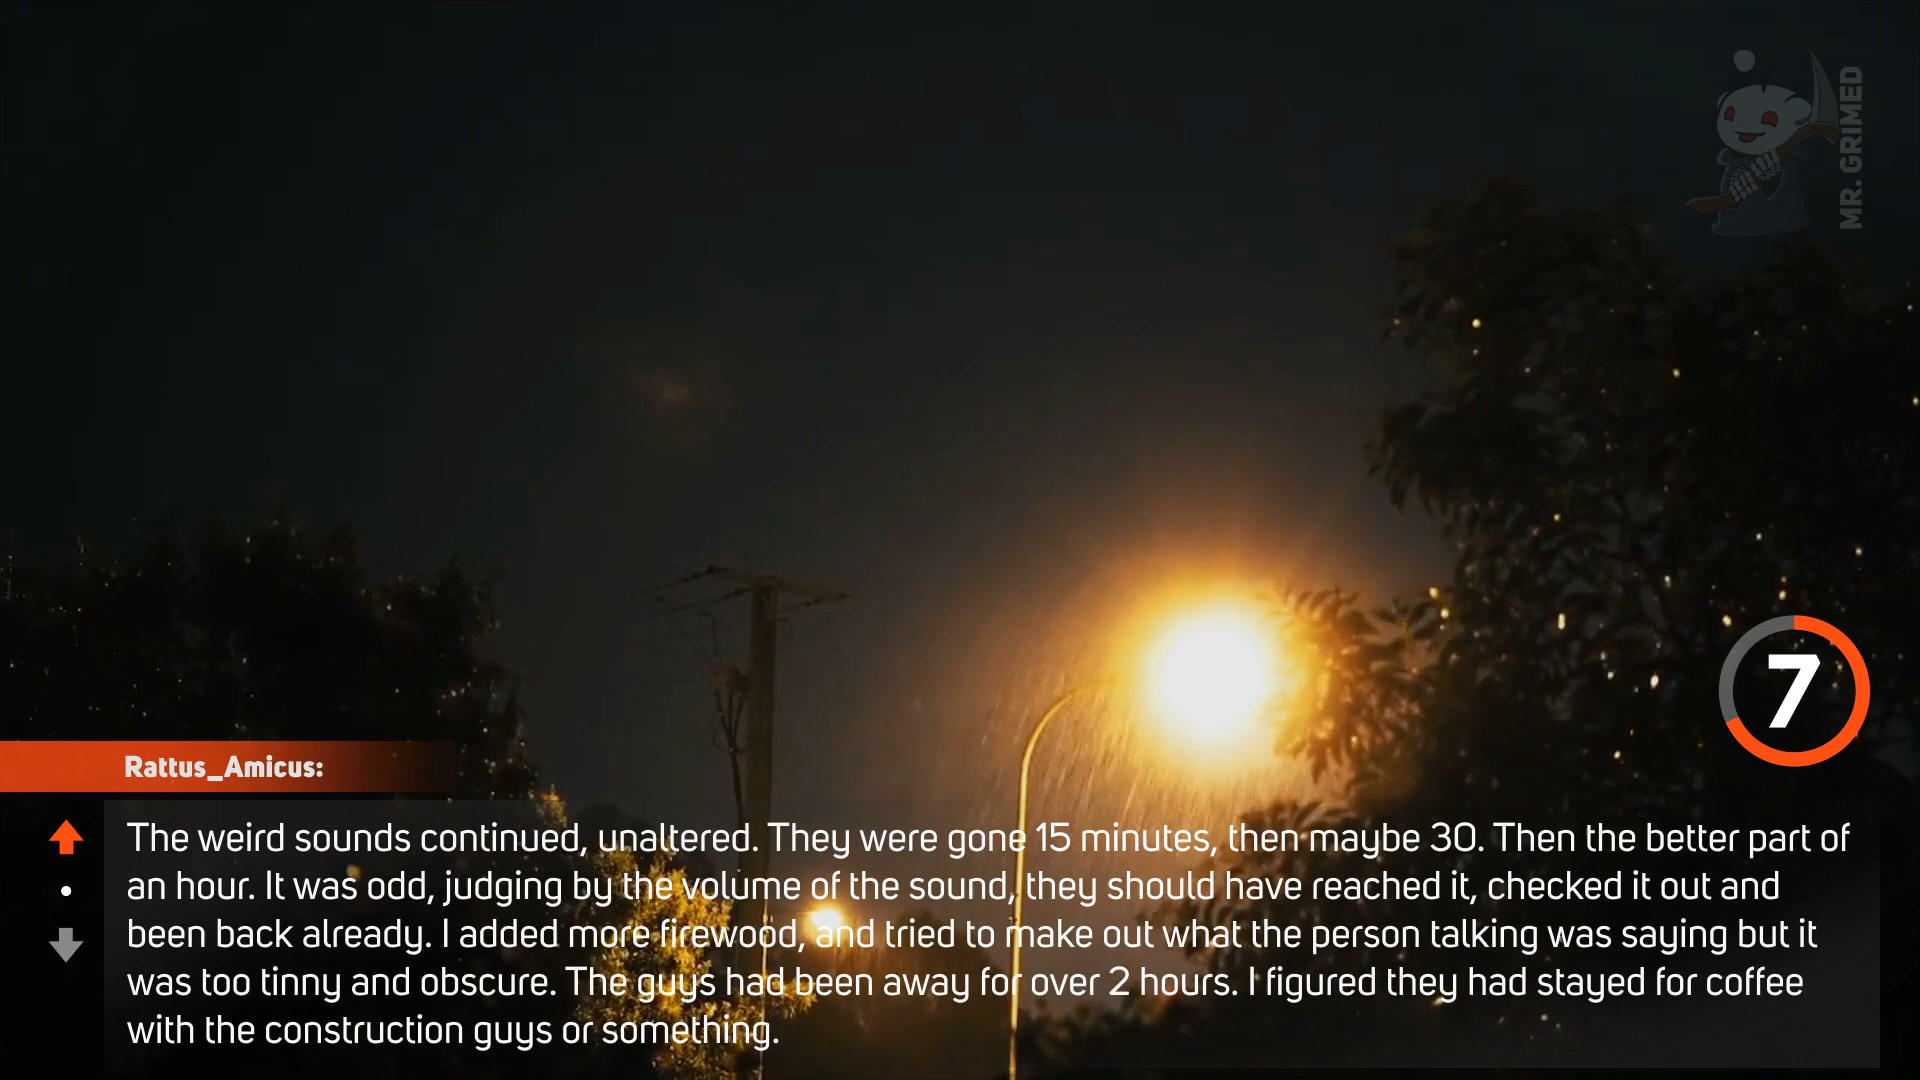 MR. GRIMED
7
Rattus_Amicus:
The weird sounds continued, unaltered. They were gone 15 minutes, then maybe 30. Then the better part of
an hour. It was odd, judging by the volume of the sound, they should have reached it, checked it out and
been back already. I added more firewood, and tried to make out what the person talking was saying but it
was too tinny and obscure. The guys had been away for over 2 hours. I figured they had stayed for coffee
with the construction guys or something.